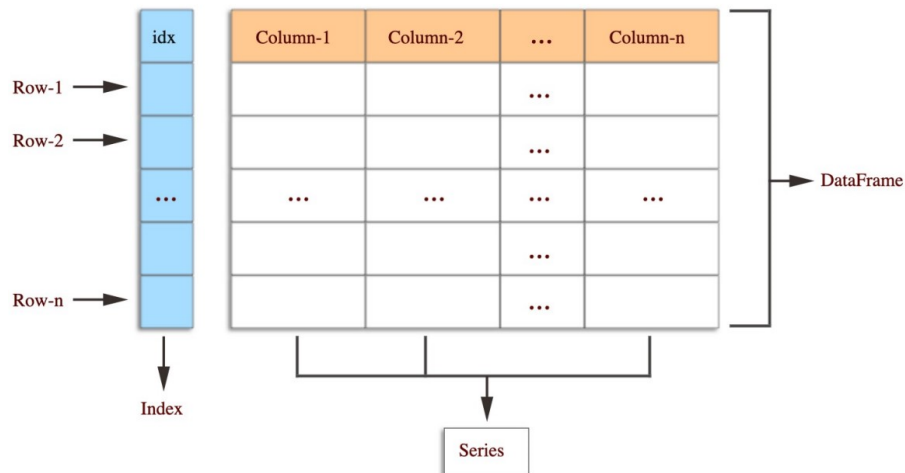 idx Column-1 Column-2 ... Column-n
Row-1 ...
Row-2 ...
... ... ... ... ...
DataFrame
...
Row-n ...
Index
Series